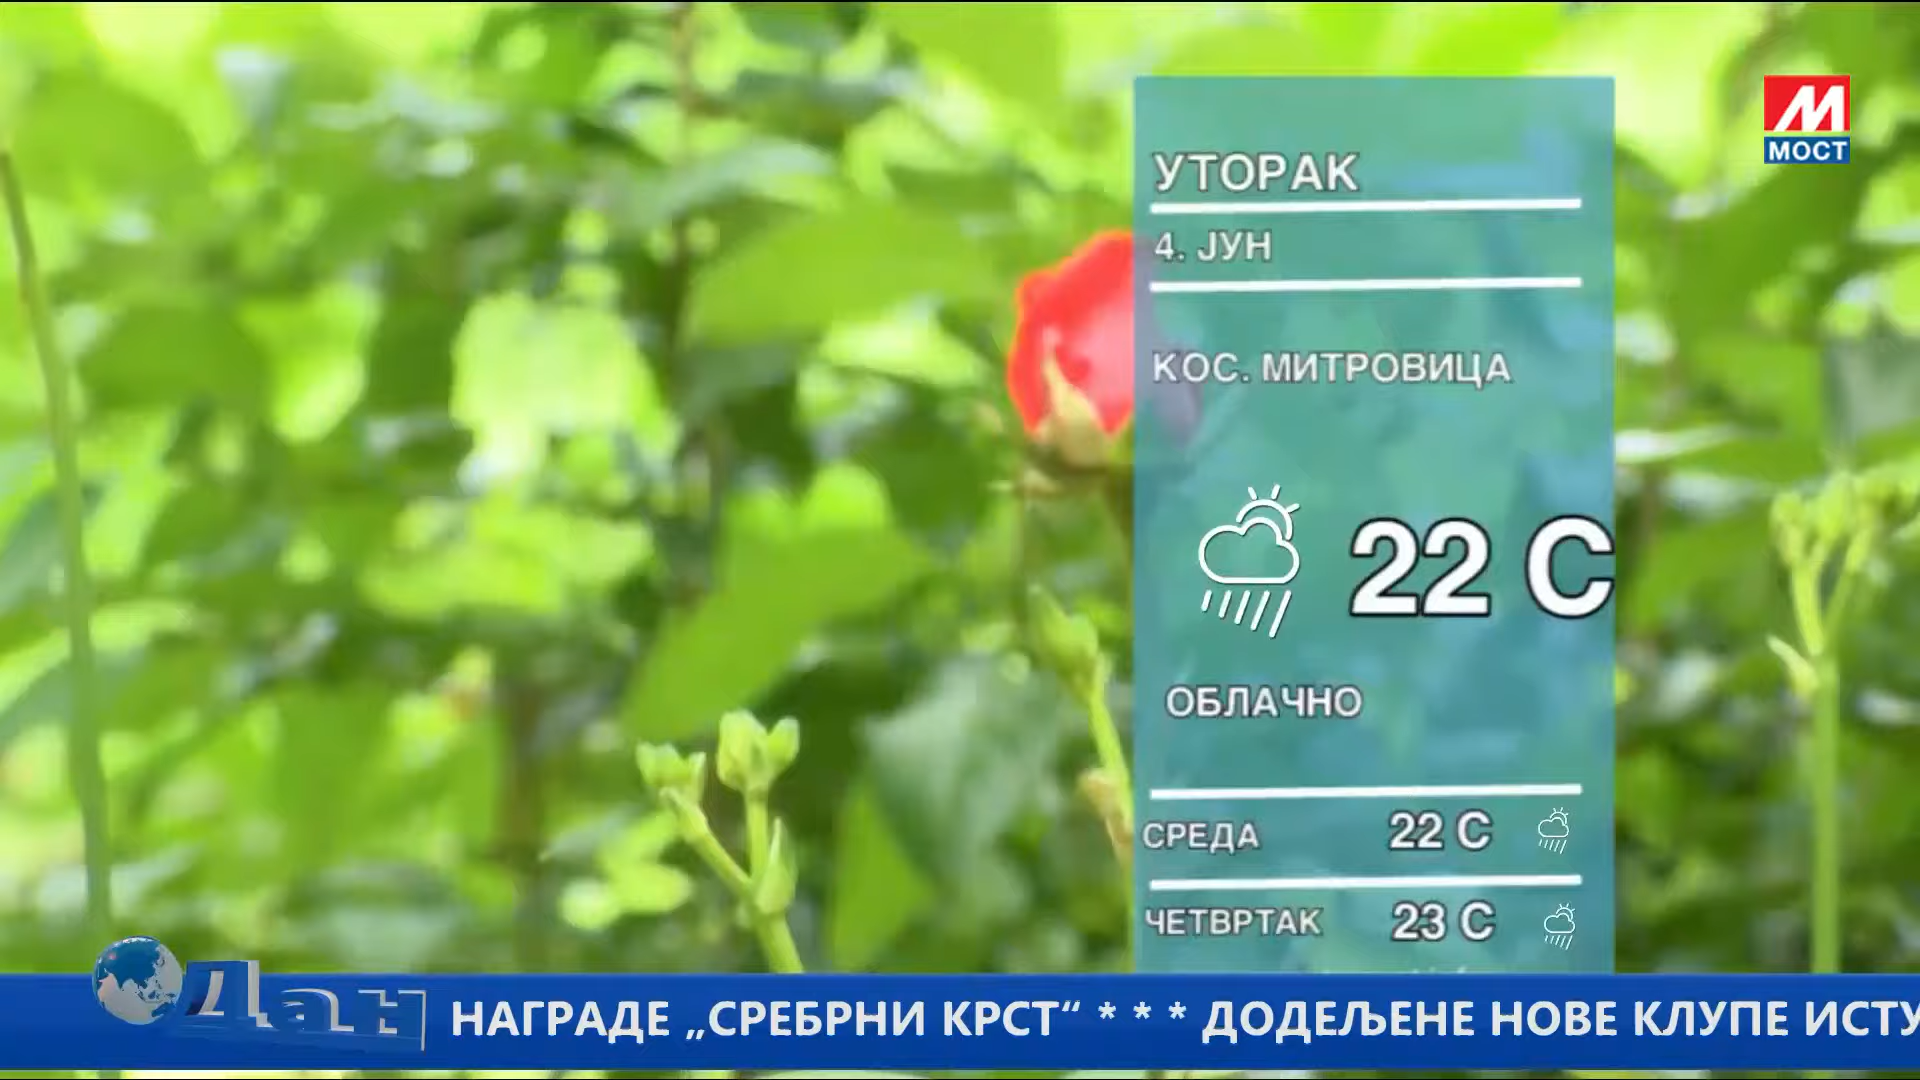 М
МОСТ
УТОРАК
4. ЈУН
КОС. МИТРОВИЦА
22 C
ОБЛАЧНО
СРЕДА 22 C
ЧЕТВРТАК 23 C
Дан
НАГРАДЕ „СРЕБРНИ КРСТ“ * * * ДОДЕЉЕНЕ НОВЕ КЛУПЕ ИСТУ